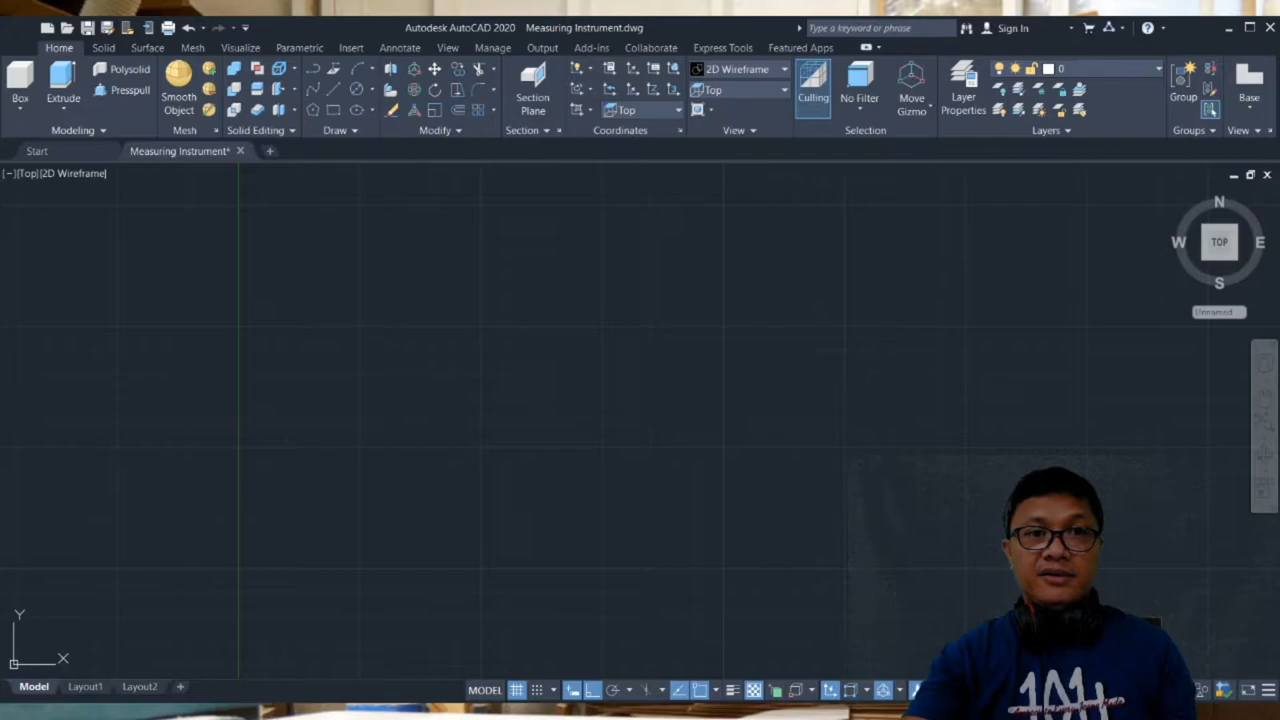 Autodesk AutoCAD 2020 Measuring Instrument.dwg
Type a keyword or phrase
Sign In
Home Solid Surface Mesh Visualize Parametric Insert Annotate View Manage Output Add-ins Collaborate Express Tools Featured Apps
Box
Extrude
Polysolid
Presspull
Smooth Object
Section Plane
Top
2D Wireframe
Top
Culling
No Filter
Move Gizmo
Layer Properties
0
Group
Base
Modeling Mesh Solid Editing Draw Modify Section Coordinates View Selection Layers Groups View
Start Measuring Instrument*
[−][Top][2D Wireframe]
N
W TOP E
S
Unnamed
Y
X
101+
Model Layout1 Layout2
MODEL